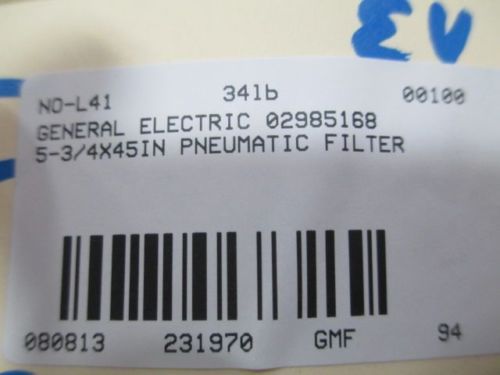 EV
NO-L41 34lb 00100
GENERAL ELECTRIC 02985168
5-3/4X45IN PNEUMATIC FILTER
080813 231970 GMF 94